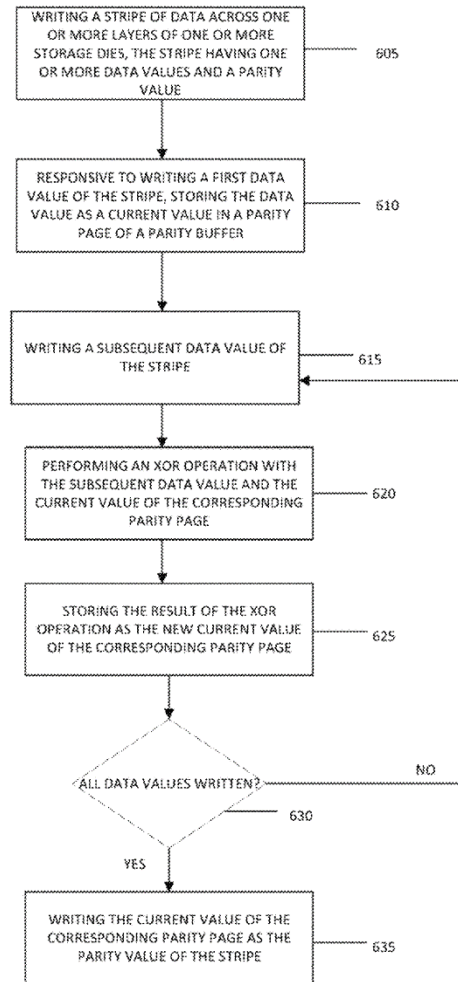 WRITING A STRIPE OF DATA ACROSS ONE
OR MORE LAYERS OF ONE OR MORE
STORAGE DIES, THE STRIPE HAVING ONE
OR MORE DATA VALUES AND A PARITY
VALUE
605
RESPONSIVE TO WRITING A FIRST DATA
VALUE OF THE STRIPE, STORING THE DATA
VALUE AS A CURRENT VALUE IN A PARITY
PAGE OF A PARITY BUFFER
610
WRITING A SUBSEQUENT DATA VALUE OF
THE STRIPE
615
PERFORMING AN XOR OPERATION WITH
THE SUBSEQUENT DATA VALUE AND THE
CURRENT VALUE OF THE CORRESPONDING
PARITY PAGE
620
STORING THE RESULT OF THE XOR
OPERATION AS THE NEW CURRENT VALUE
OF THE CORRESPONDING PARITY PAGE
625
ALL DATA VALUES WRITTEN?
NO
630
YES
WRITING THE CURRENT VALUE OF THE
CORRESPONDING PARITY PAGE AS THE
PARITY VALUE OF THE STRIPE
635